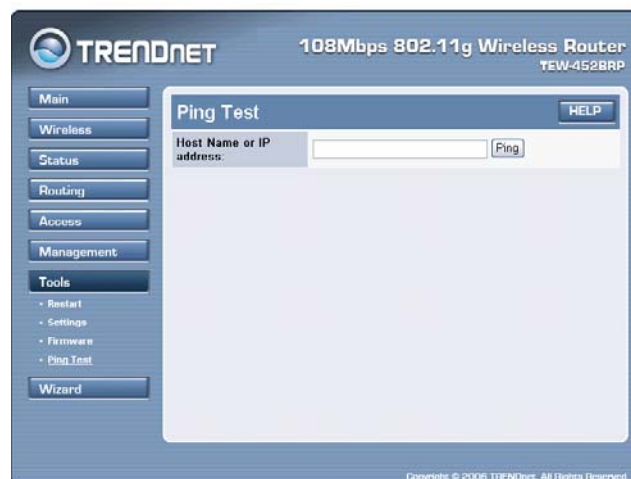 TRENDNET
108Mbps 802.11g Wireless Router
TEW-452BRP
Main
Wireless
Status
Routing
Access
Management
Tools
Restart
Settings
Firmware
Ping Test
Wizard
Ping Test
HELP
Host Name or IP
address:
Ping
Copyright © 2006 TRENDnet. All Rights Reserved